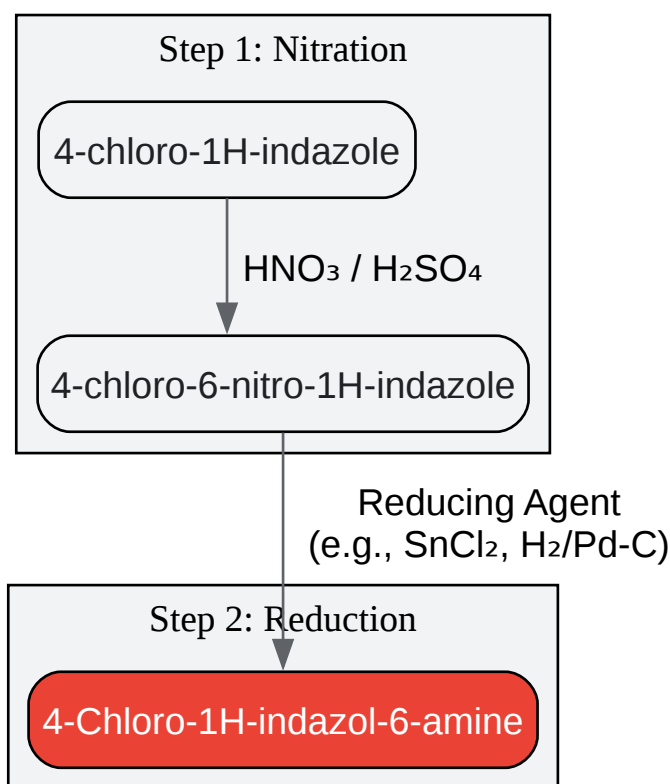 Step 1: Nitration
4-chloro-1H-indazole
HNO₃ / H₂SO₄
4-chloro-6-nitro-1H-indazole
Reducing Agent
(e.g., SnCl₂, H₂/Pd-C)
Step 2: Reduction
4-Chloro-1H-indazol-6-amine